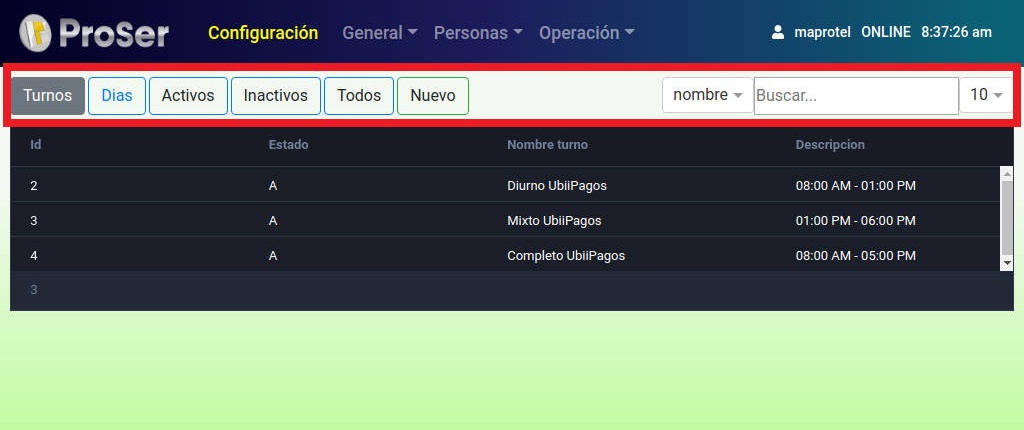 ProSer Configuración General Personas Operación maprotel ONLINE 8:37:26 am
Turnos Dias Activos Inactivos Todos Nuevo nombre Buscar... 10
Id Estado Nombre turno Descripcion
2 A Diurno UbiiPagos 08:00 AM - 01:00 PM
3 A Mixto UbiiPagos 01:00 PM - 06:00 PM
4 A Completo UbiiPagos 08:00 AM - 05:00 PM
3